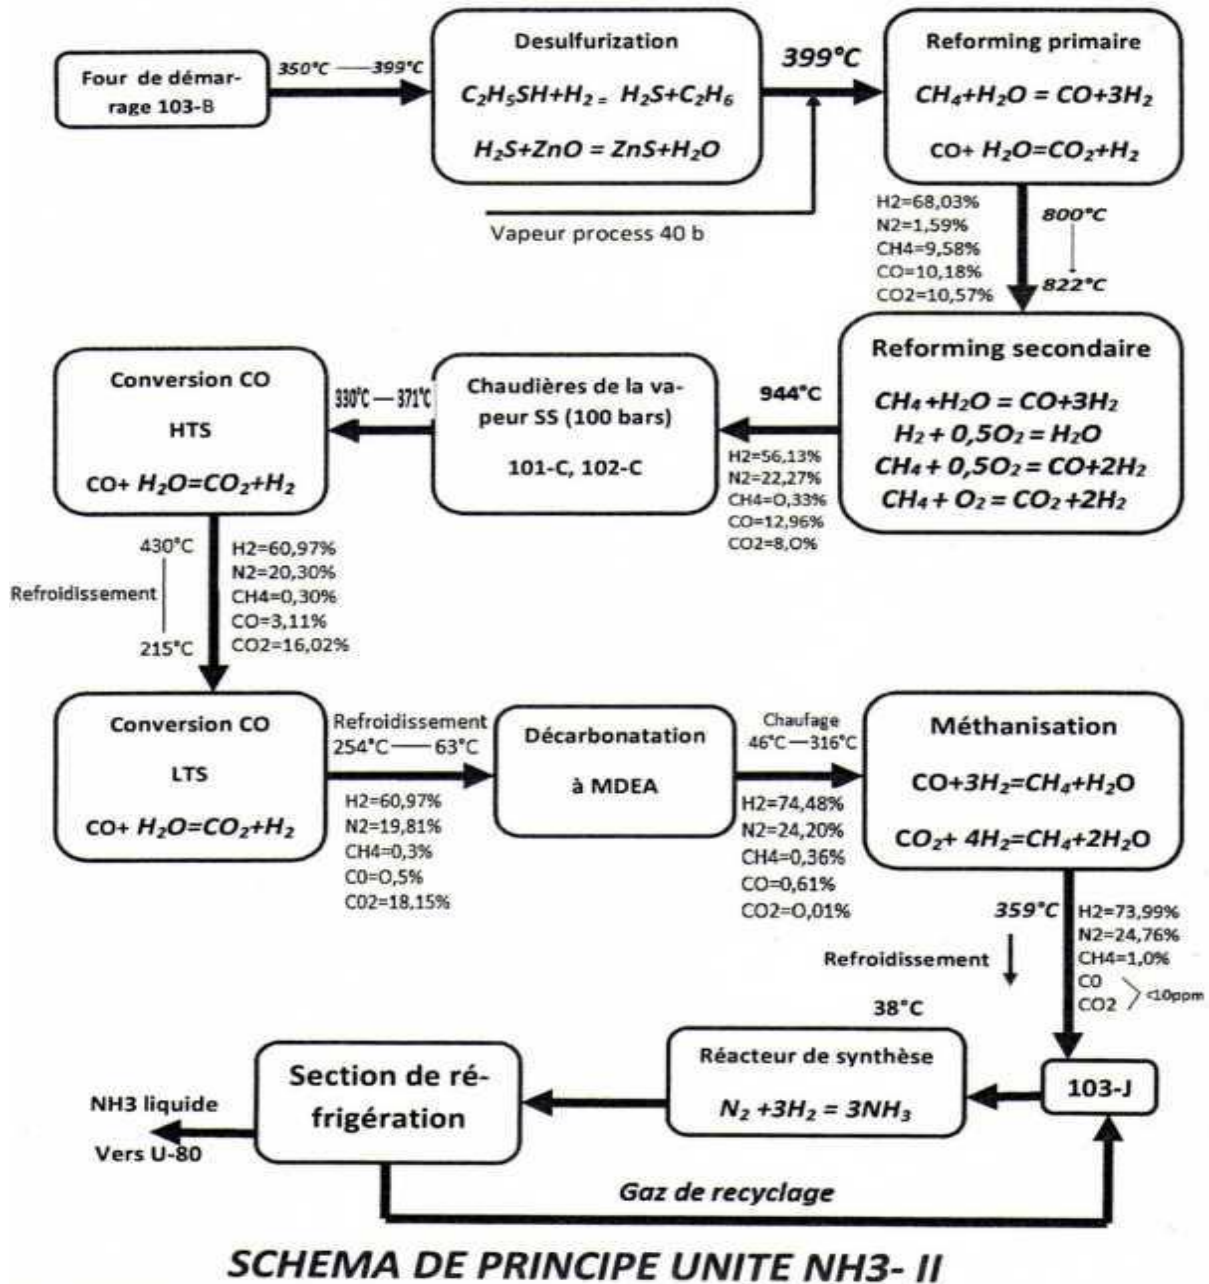 Four de démar-
rage 103-B
350°C — 399°C
Desulfurization
C₂H₅SH+H₂ = H₂S+C₂H₆
H₂S+ZnO = ZnS+H₂O
399°C
Vapeur process 40 b
Reforming primaire
CH₄+H₂O = CO+3H₂
CO+ H₂O=CO₂+H₂
H2=68,03%
N2=1,59%
CH4=9,58%
CO=10,18%
CO2=10,57%
800°C
822°C
Reforming secondaire
CH₄+H₂O = CO+3H₂
H₂ + 0,5O₂ = H₂O
CH₄ + 0,5O₂ = CO+2H₂
CH₄ + O₂ = CO₂ +2H₂
944°C
H2=56,13%
N2=22,27%
CH4=0,33%
CO=12,96%
CO2=8,0%
Chaudières de la va-
peur SS (100 bars)
101-C, 102-C
330°C — 371°C
Conversion CO
HTS
CO+ H₂O=CO₂+H₂
430°C
Refroidissement
215°C
H2=60,97%
N2=20,30%
CH4=0,30%
CO=3,11%
CO2=16,02%
Conversion CO
LTS
CO+ H₂O=CO₂+H₂
Refroidissement
254°C — 63°C
H2=60,97%
N2=19,81%
CH4=0,3%
C0=0,5%
C02=18,15%
Décarbonatation
à MDEA
Chaufage
46°C — 316°C
H2=74,48%
N2=24,20%
CH4=0,36%
CO=0,61%
CO2=0,01%
Méthanisation
CO+3H₂=CH₄+H₂O
CO₂+ 4H₂=CH₄+2H₂O
359°C
Refroidissement
38°C
H2=73,99%
N2=24,76%
CH4=1,0%
C0
CO2
<10ppm
103-J
Réacteur de synthèse
N₂ +3H₂ = 3NH₃
Section de ré-
frigération
NH3 liquide
Vers U-80
Gaz de recyclage
SCHEMA DE PRINCIPE UNITE NH3- II